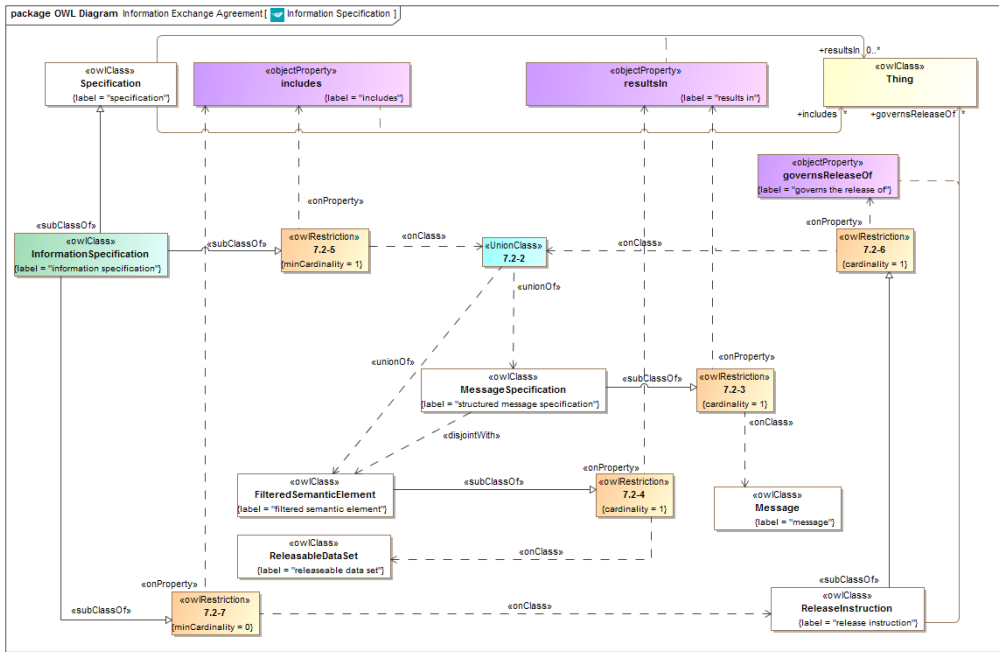 package OWL Diagram Information Exchange Agreement[ Information Specification ]
+resultsIn 0..*
«owlClass»
Specification
{label = "specification"}
«objectProperty»
includes
{label = "includes"}
«objectProperty»
resultsIn
{label = "results in"}
«owlClass»
Thing
+includes *
+governsReleaseOf *
«objectProperty»
governsReleaseOf
{label = "governs the release of"}
«onProperty»
«onProperty»
«subClassOf»
«owlClass»
InformationSpecification
{label = "information specification"}
«subClassOf»
«owlRestriction»
7.2-5
{minCardinality = 1}
«onClass»
«UnionClass»
7.2-2
«onClass»
«owlRestriction»
7.2-6
{cardinality = 1}
«unionOf»
«unionOf»
«owlClass»
MessageSpecification
{label = "structured message specification"}
«subClassOf»
«onProperty»
«owlRestriction»
7.2-3
{cardinality = 1}
«onClass»
«disjointWith»
«owlClass»
FilteredSemanticElement
{label = "filtered semantic element"}
«subClassOf»
«onProperty»
«owlRestriction»
7.2-4
{cardinality = 1}
«owlClass»
Message
{label = "message"}
«owlClass»
ReleasableDataSet
{label = "releaseable data set"}
«onClass»
«onProperty»
«subClassOf»
«owlRestriction»
7.2-7
{minCardinality = 0}
«onClass»
«subClassOf»
«owlClass»
ReleaseInstruction
{label = "release instruction"}